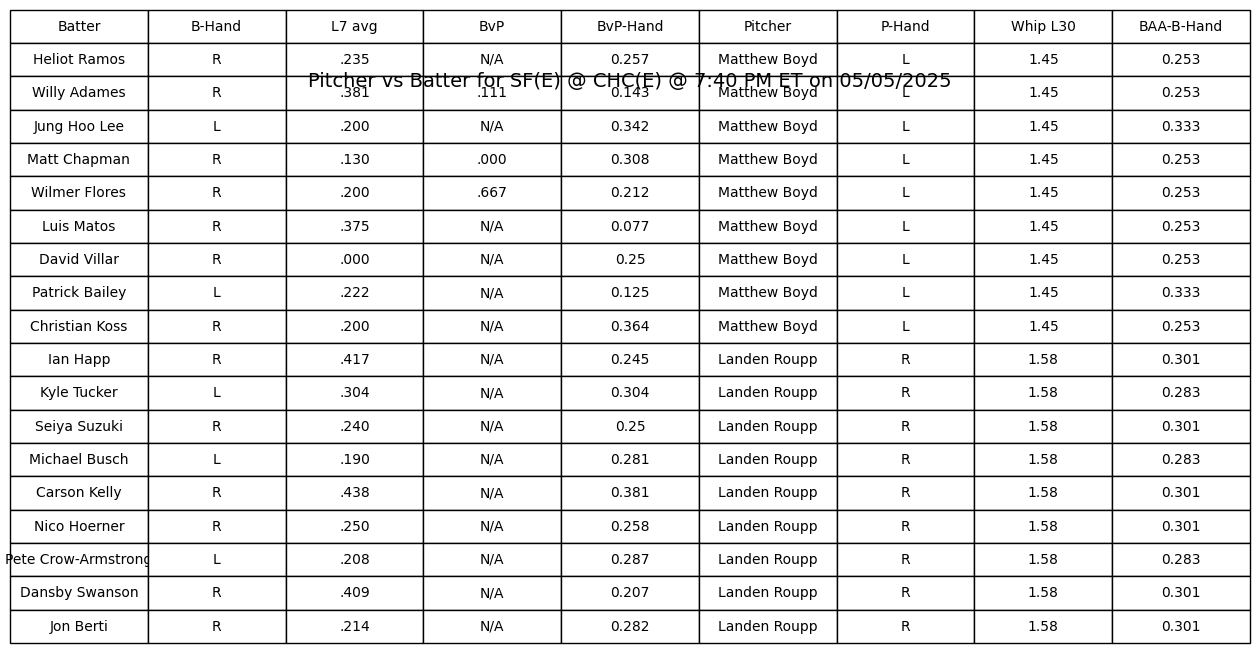 Batter B-Hand L7 avg BvP BvP-Hand Pitcher P-Hand Whip L30 BAA-B-Hand
Heliot Ramos R .235 N/A 0.257 Matthew Boyd L 1.45 0.253
Pitcher vs Batter for SF(E) @ CHC(E) @ 7:40 PM ET on 05/05/2025
Willy Adames R .381 .111 0.143 Matthew Boyd L 1.45 0.253
Jung Hoo Lee L .200 N/A 0.342 Matthew Boyd L 1.45 0.333
Matt Chapman R .130 .000 0.308 Matthew Boyd L 1.45 0.253
Wilmer Flores R .200 .667 0.212 Matthew Boyd L 1.45 0.253
Luis Matos R .375 N/A 0.077 Matthew Boyd L 1.45 0.253
David Villar R .000 N/A 0.25 Matthew Boyd L 1.45 0.253
Patrick Bailey L .222 N/A 0.125 Matthew Boyd L 1.45 0.333
Christian Koss R .200 N/A 0.364 Matthew Boyd L 1.45 0.253
Ian Happ R .417 N/A 0.245 Landen Roupp R 1.58 0.301
Kyle Tucker L .304 N/A 0.304 Landen Roupp R 1.58 0.283
Seiya Suzuki R .240 N/A 0.25 Landen Roupp R 1.58 0.301
Michael Busch L .190 N/A 0.281 Landen Roupp R 1.58 0.283
Carson Kelly R .438 N/A 0.381 Landen Roupp R 1.58 0.301
Nico Hoerner R .250 N/A 0.258 Landen Roupp R 1.58 0.301
Pete Crow-Armstrong L .208 N/A 0.287 Landen Roupp R 1.58 0.283
Dansby Swanson R .409 N/A 0.207 Landen Roupp R 1.58 0.301
Jon Berti R .214 N/A 0.282 Landen Roupp R 1.58 0.301